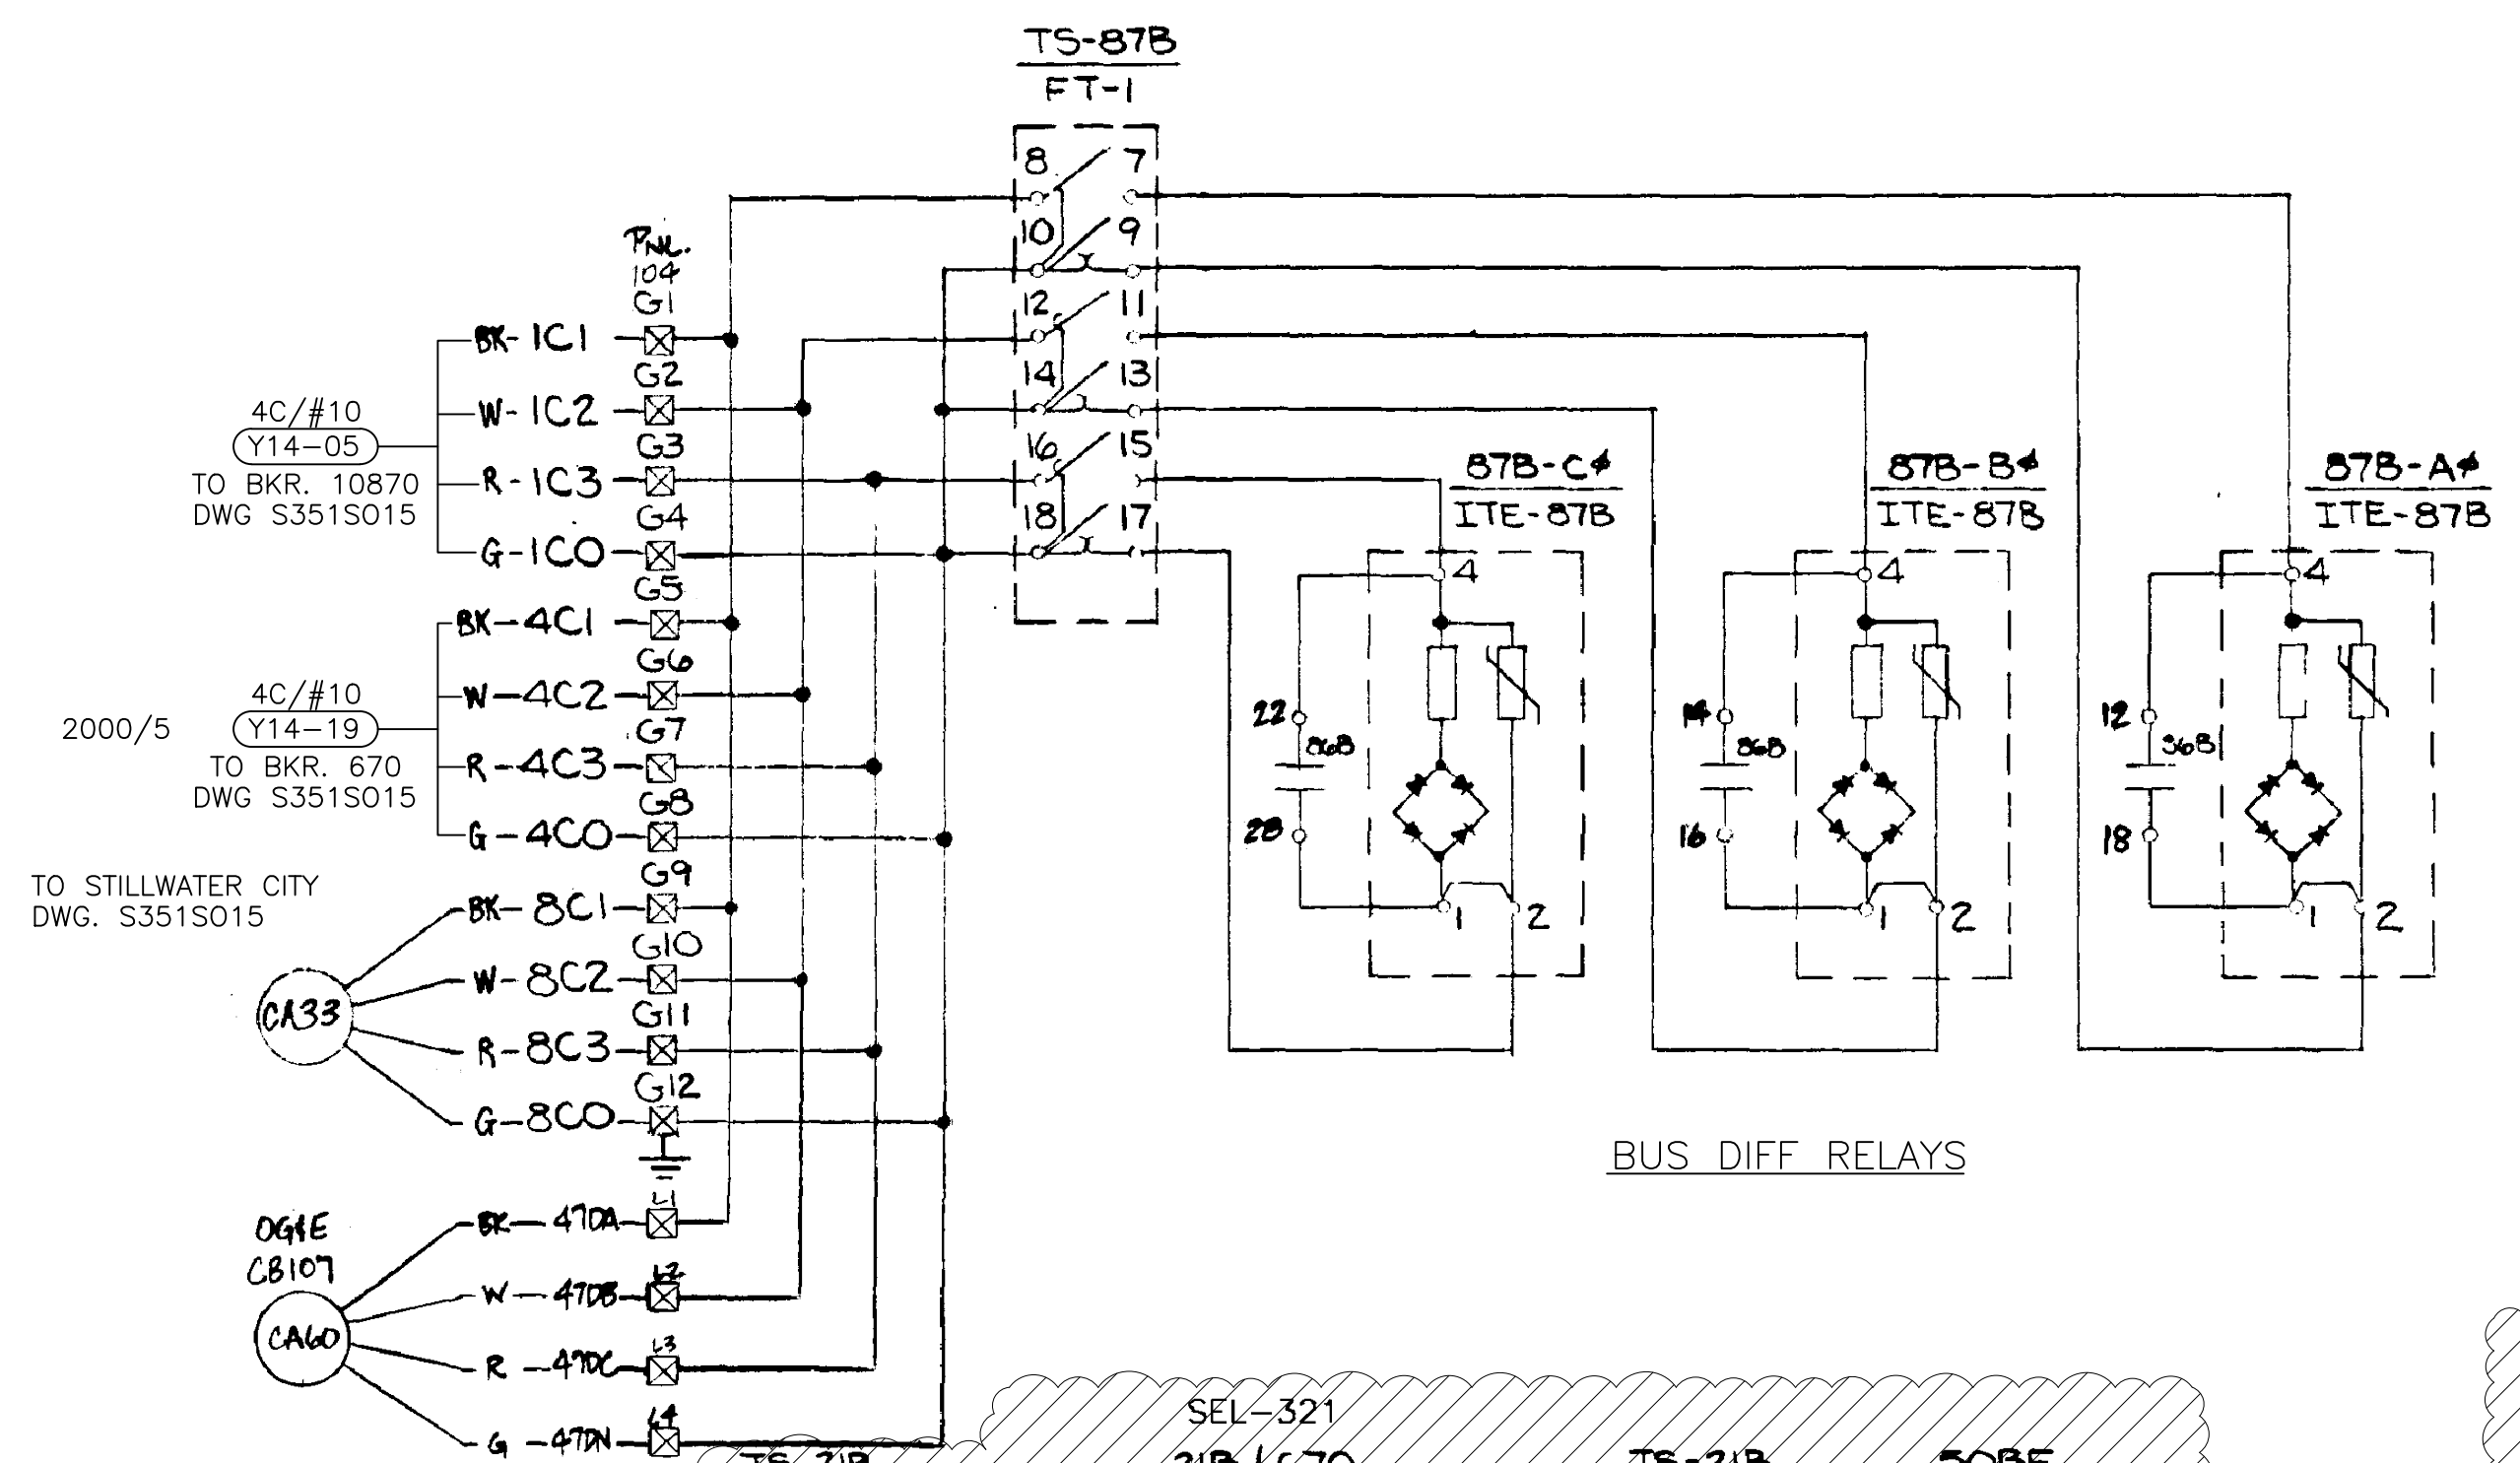 TS-87B
FT-1
8 7
10 9
12 11
14 13
16 15
18 17
PNL.
104
G1
BK-1C1
G2
W-1C2
G3
R-1C3
G4
G-1C0
4C/#10
Y14-05
TO BKR. 10870
DWG S351S015
G5
BK-4C1
G6
W-4C2
G7
R-4C3
G8
G-4C0
4C/#10
2000/5 Y14-19
TO BKR. 670
DWG S351S015
TO STILLWATER CITY
DWG. S351S015
G9
BK-8C1
G10
W-8C2
G11
R-8C3
G12
G-8C0
CA33
L1
BK-47DA
L2
W-47DB
L3
R-47DC
L4
G-47DN
OG&E
CB107
CA60
87B-Cϕ
ITE-87B
4
22
86B
28
1 2
87B-Bϕ
ITE-87B
4
14
86B
16
1 2
87B-Aϕ
ITE-87B
4
12
86B
18
1 2
BUS DIFF RELAYS
SEL-321
TS-21B
50BF